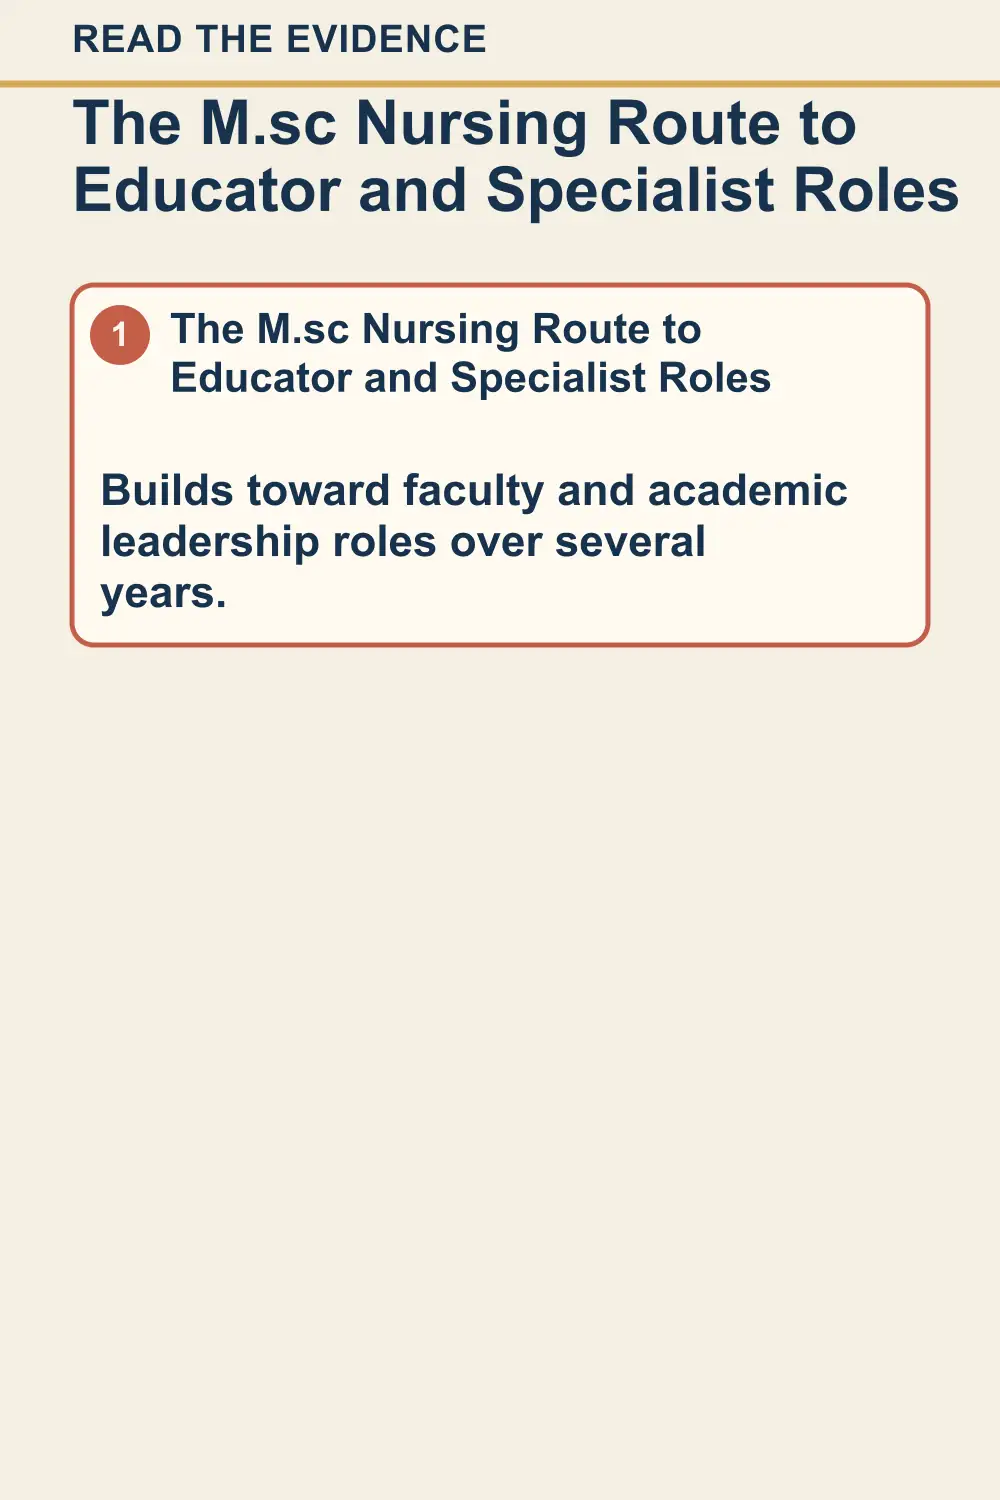 READ THE EVIDENCE
The M.sc Nursing Route to
Educator and Specialist Roles
1
The M.sc Nursing Route to
Educator and Specialist Roles
Builds toward faculty and academic
leadership roles over several
years.